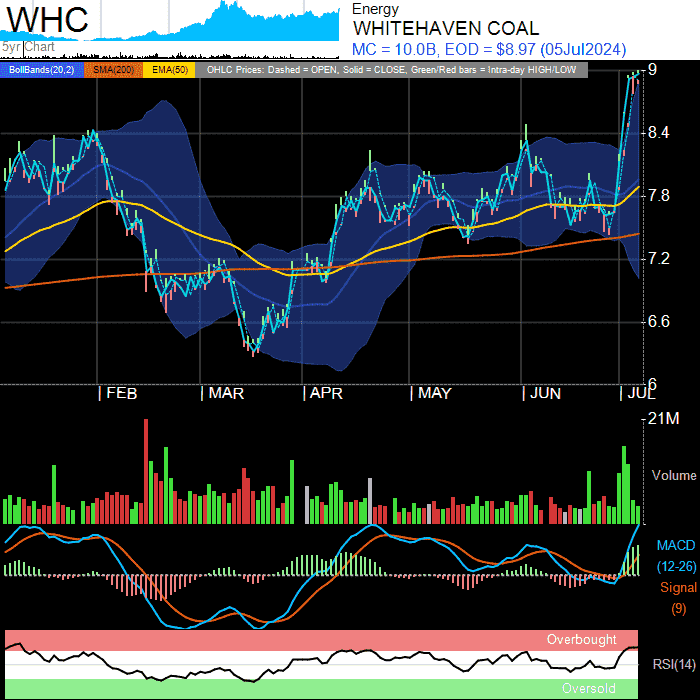 WHC
5yr Chart
Energy
WHITEHAVEN COAL
MC = 10.0B, EOD = $8.97 (05Jul2024)
BollBands(20,2) SMA(200) EMA(50) OHLC Prices: Dashed = OPEN, Solid = CLOSE, Green/Red bars = Intra-day HIGH/LOW
9
8.4
7.8
7.2
6.6
6
FEB MAR APR MAY JUN JUL
21M
Volume
MACD
(12-26)
Signal
(9)
Overbought
RSI(14)
Oversold